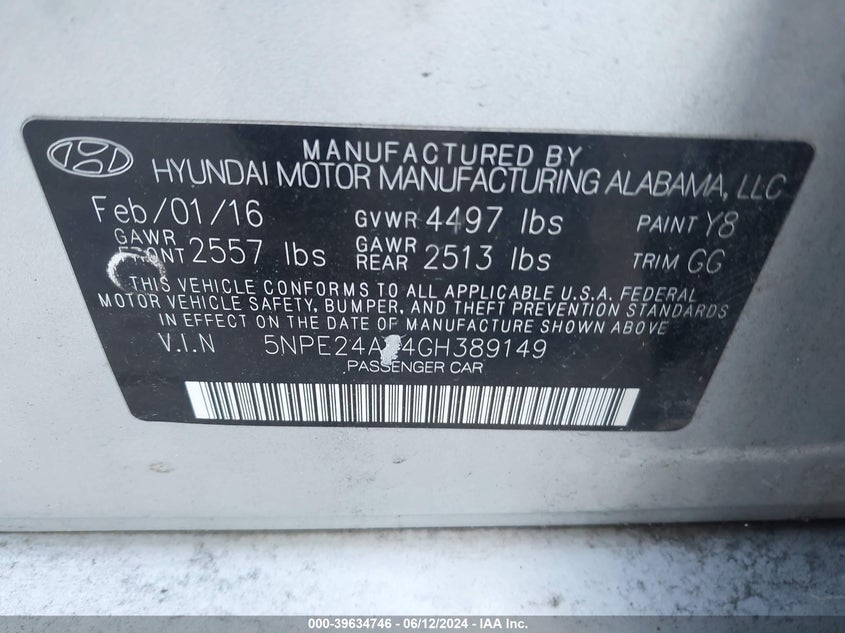 MANUFACTURED BY
HYUNDAI MOTOR MANUFACTURING ALABAMA, LLC
Feb/01/16 GVWR 4497 lbs PAINT Y8
GAWR FRONT 2557 lbs GAWR REAR 2513 lbs TRIM GG
THIS VEHICLE CONFORMS TO ALL APPLICABLE U.S.A. FEDERAL
MOTOR VEHICLE SAFETY, BUMPER, AND THEFT PREVENTION STANDARDS
IN EFFECT ON THE DATE OF MANUFACTURE SHOWN ABOVE
V.I.N
PASSENGER CAR
000-39634746 - 06/12/2024 - IAA Inc.